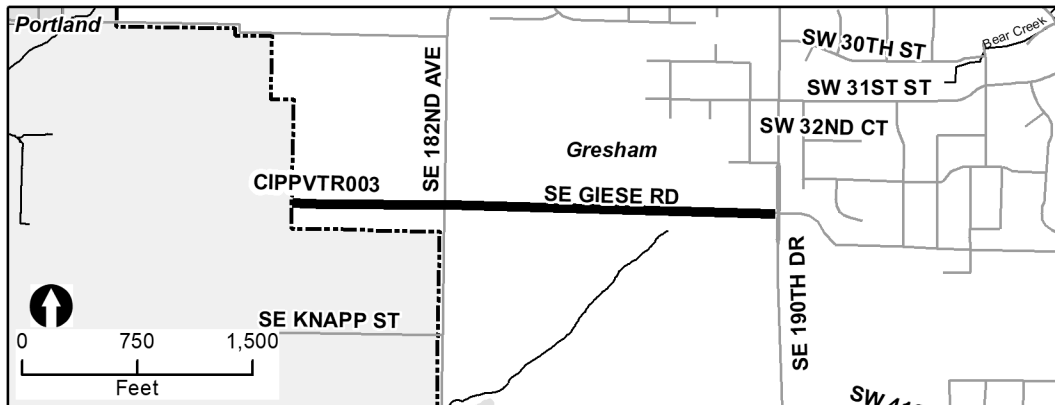 Portland
SE 182ND AVE
SW 30TH ST
Bear Creek
SW 31ST ST
SW 32ND CT
Gresham
CIPPVTR003
SE GIESE RD
SE 190TH DR
SE KNAPP ST
0 750 1,500
Feet